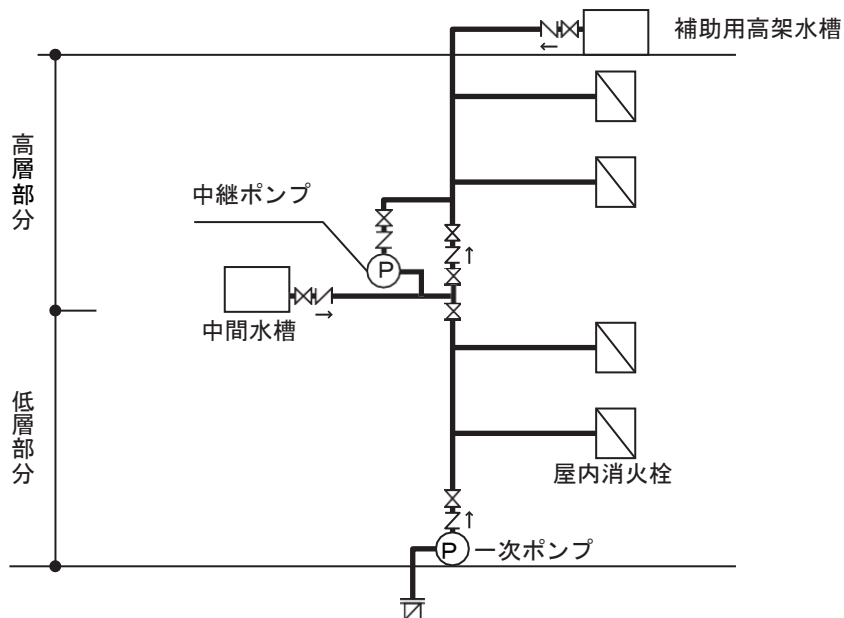 補助用高架水槽
高層部分
中継ポンプ
P
中間水槽
低層部分
屋内消火栓
P
一次ポンプ